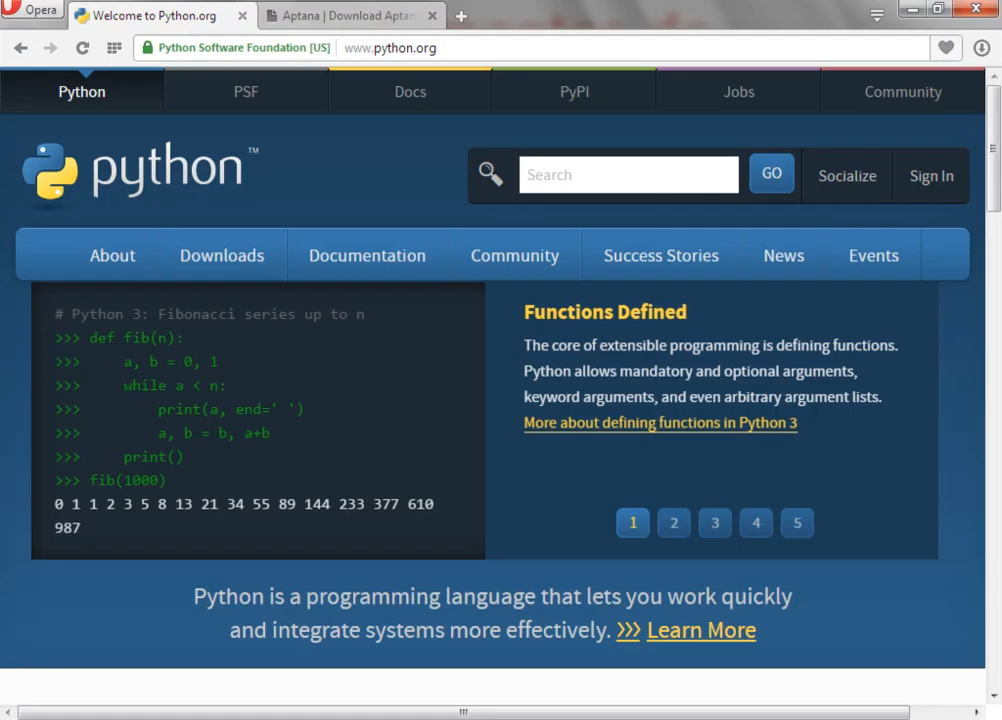 Opera
Welcome to Python.org
Aptana | Download Aptan
Python Software Foundation [US]
www.python.org
Python
PSF
Docs
PyPI
Jobs
Community
python™
Search
GO
Socialize
Sign In
About
Downloads
Documentation
Community
Success Stories
News
Events
# Python 3: Fibonacci series up to n
>>> def fib(n):
>>>     a, b = 0, 1
>>>     while a < n:
>>>         print(a, end=' ')
>>>         a, b = b, a+b
>>>     print()
>>> fib(1000)
0 1 1 2 3 5 8 13 21 34 55 89 144 233 377 610
987
Functions Defined
The core of extensible programming is defining functions.
Python allows mandatory and optional arguments,
keyword arguments, and even arbitrary argument lists.
More about defining functions in Python 3
1
2
3
4
5
Python is a programming language that lets you work quickly
and integrate systems more effectively. >>> Learn More